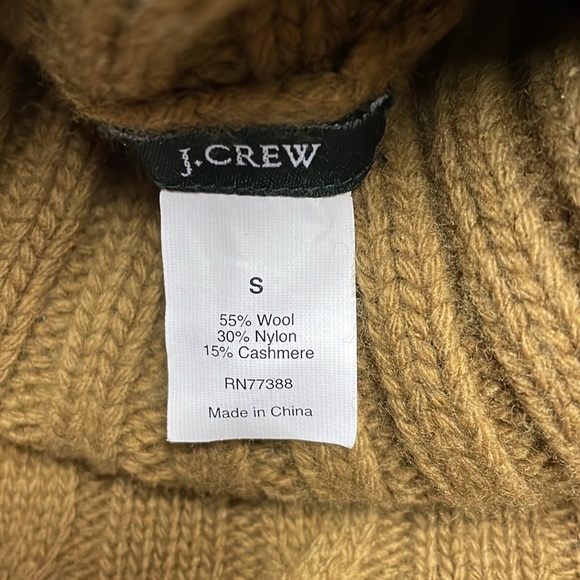 J.CREW
S
55% Wool
30% Nylon
15% Cashmere
RN77388
Made in China